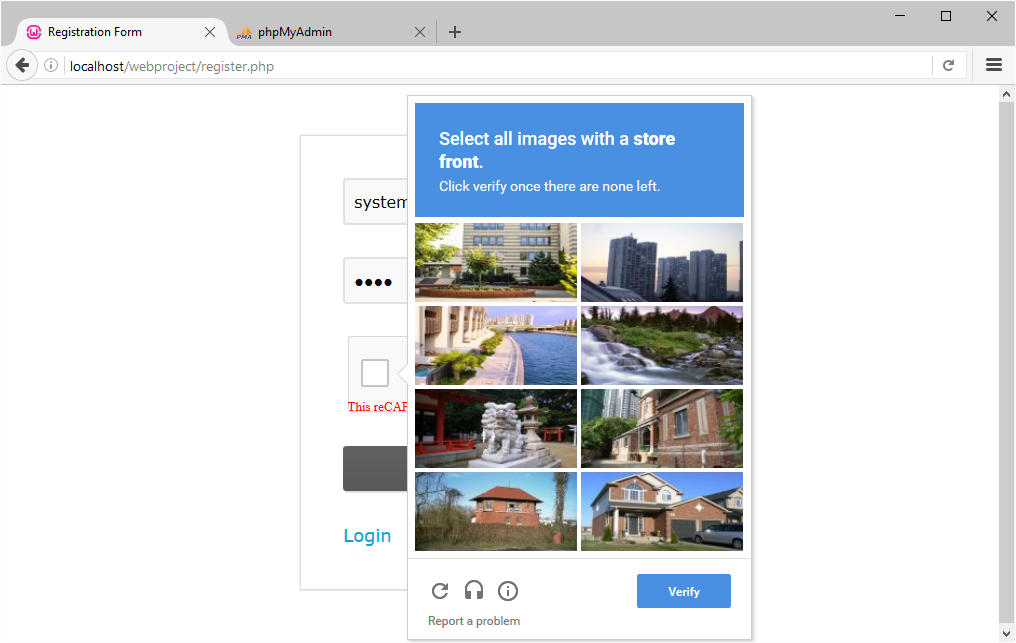 Registration Form
phpMyAdmin
localhost/webproject/register.php
Select all images with a store
front.
Click verify once there are none left.
system
This reCAP
Login
Verify
Report a problem